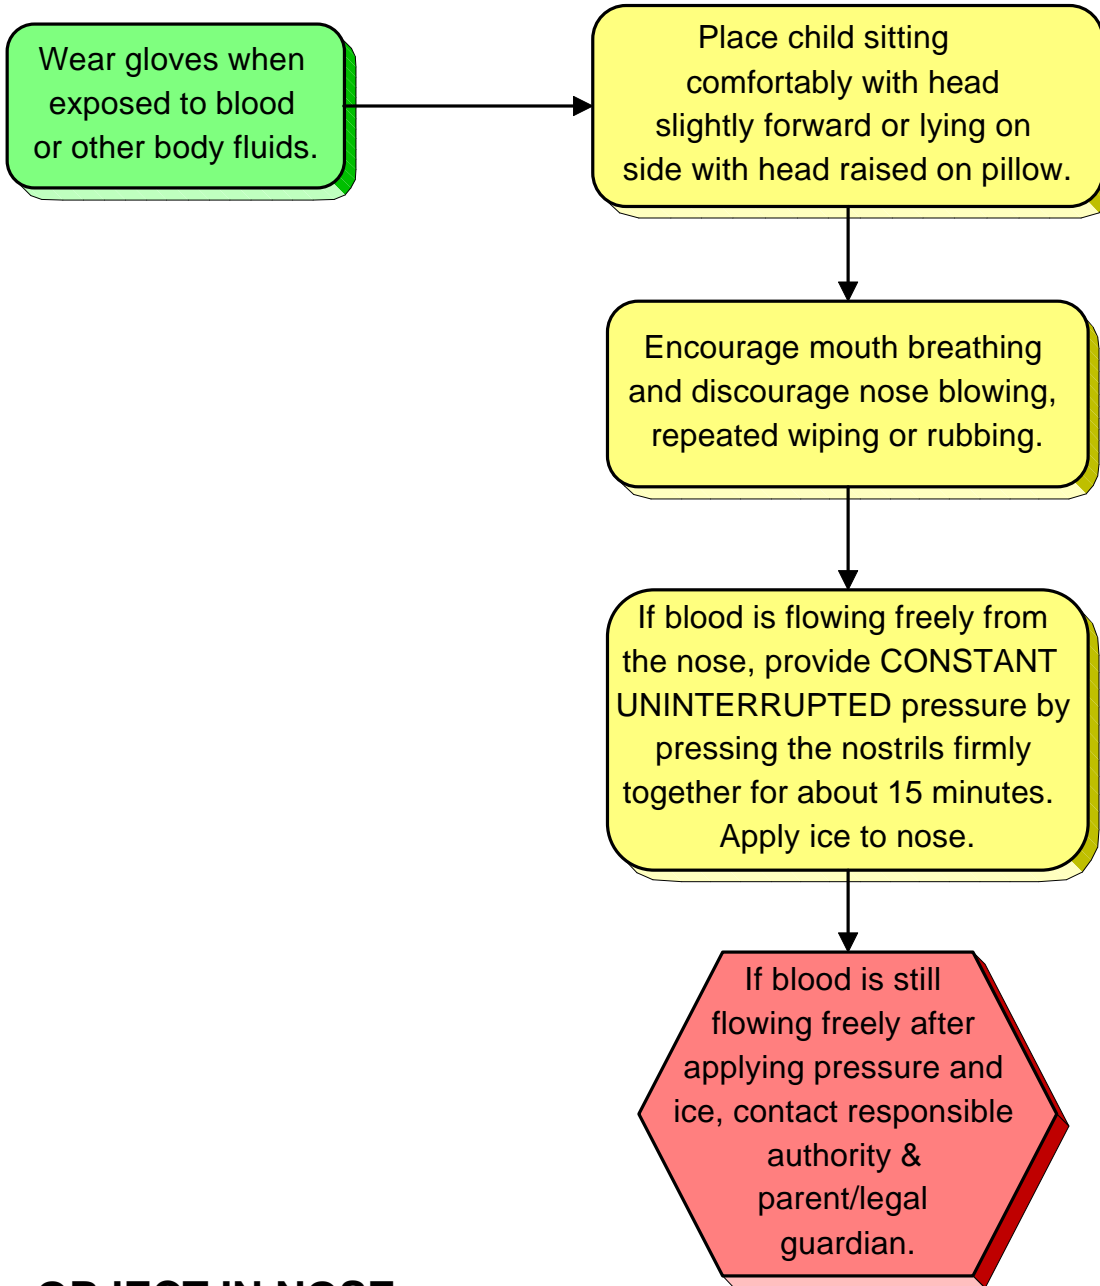 Wear gloves when
exposed to blood
or other body fluids.
Place child sitting
comfortably with head
slightly forward or lying on
side with head raised on pillow.
Encourage mouth breathing
and discourage nose blowing,
repeated wiping or rubbing.
If blood is flowing freely from
the nose, provide CONSTANT
UNINTERRUPTED pressure by
pressing the nostrils firmly
together for about 15 minutes.
Apply ice to nose.
If blood is still
flowing freely after
applying pressure and
ice, contact responsible
authority &
parent/legal
guardian.
OBJECT IN NOSE